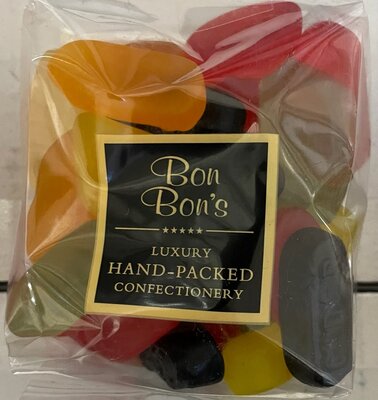 Bon
Bon's
LUXURY
HAND-PACKED
CONFECTIONERY